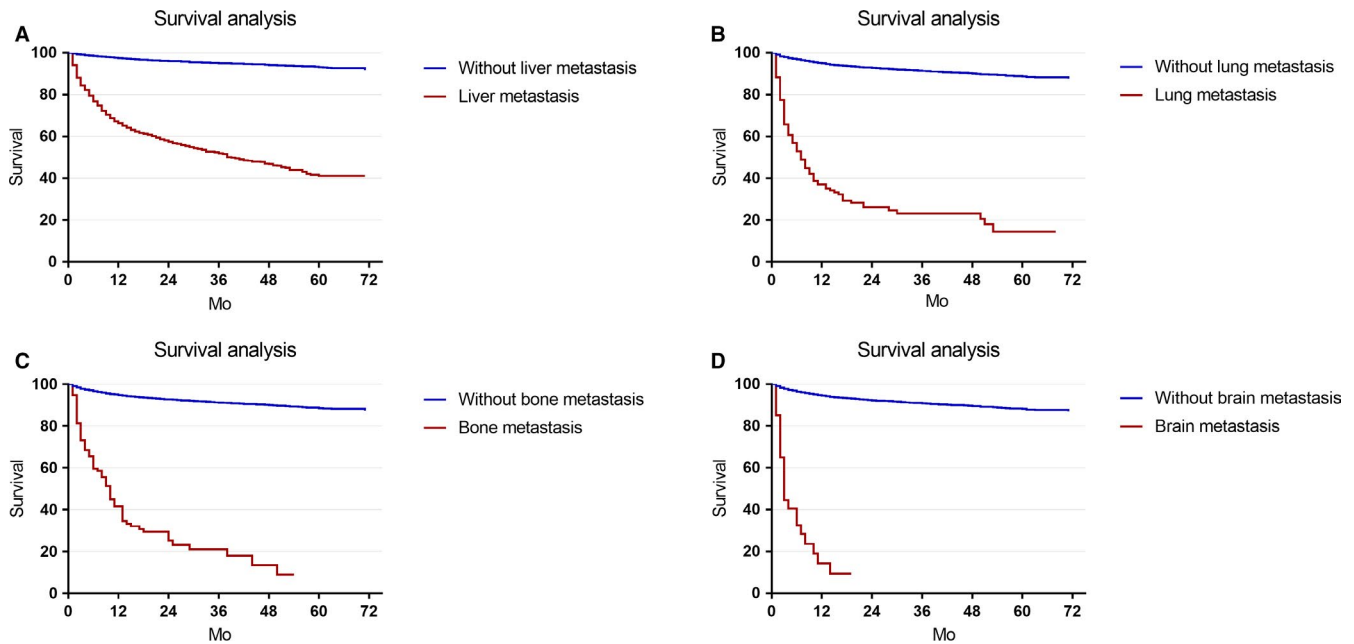 A
Survival analysis
100
80
60
40
20
0
Survival
0 12 24 36 48 60 72
Mo
Without liver metastasis
Liver metastasis
B
Survival analysis
100
80
60
40
20
0
Survival
0 12 24 36 48 60 72
Mo
Without lung metastasis
Lung metastasis
C
Survival analysis
100
80
60
40
20
0
Survival
0 12 24 36 48 60 72
Mo
Without bone metastasis
Bone metastasis
D
Survival analysis
100
80
60
40
20
0
Survival
0 12 24 36 48 60 72
Mo
Without brain metastasis
Brain metastasis